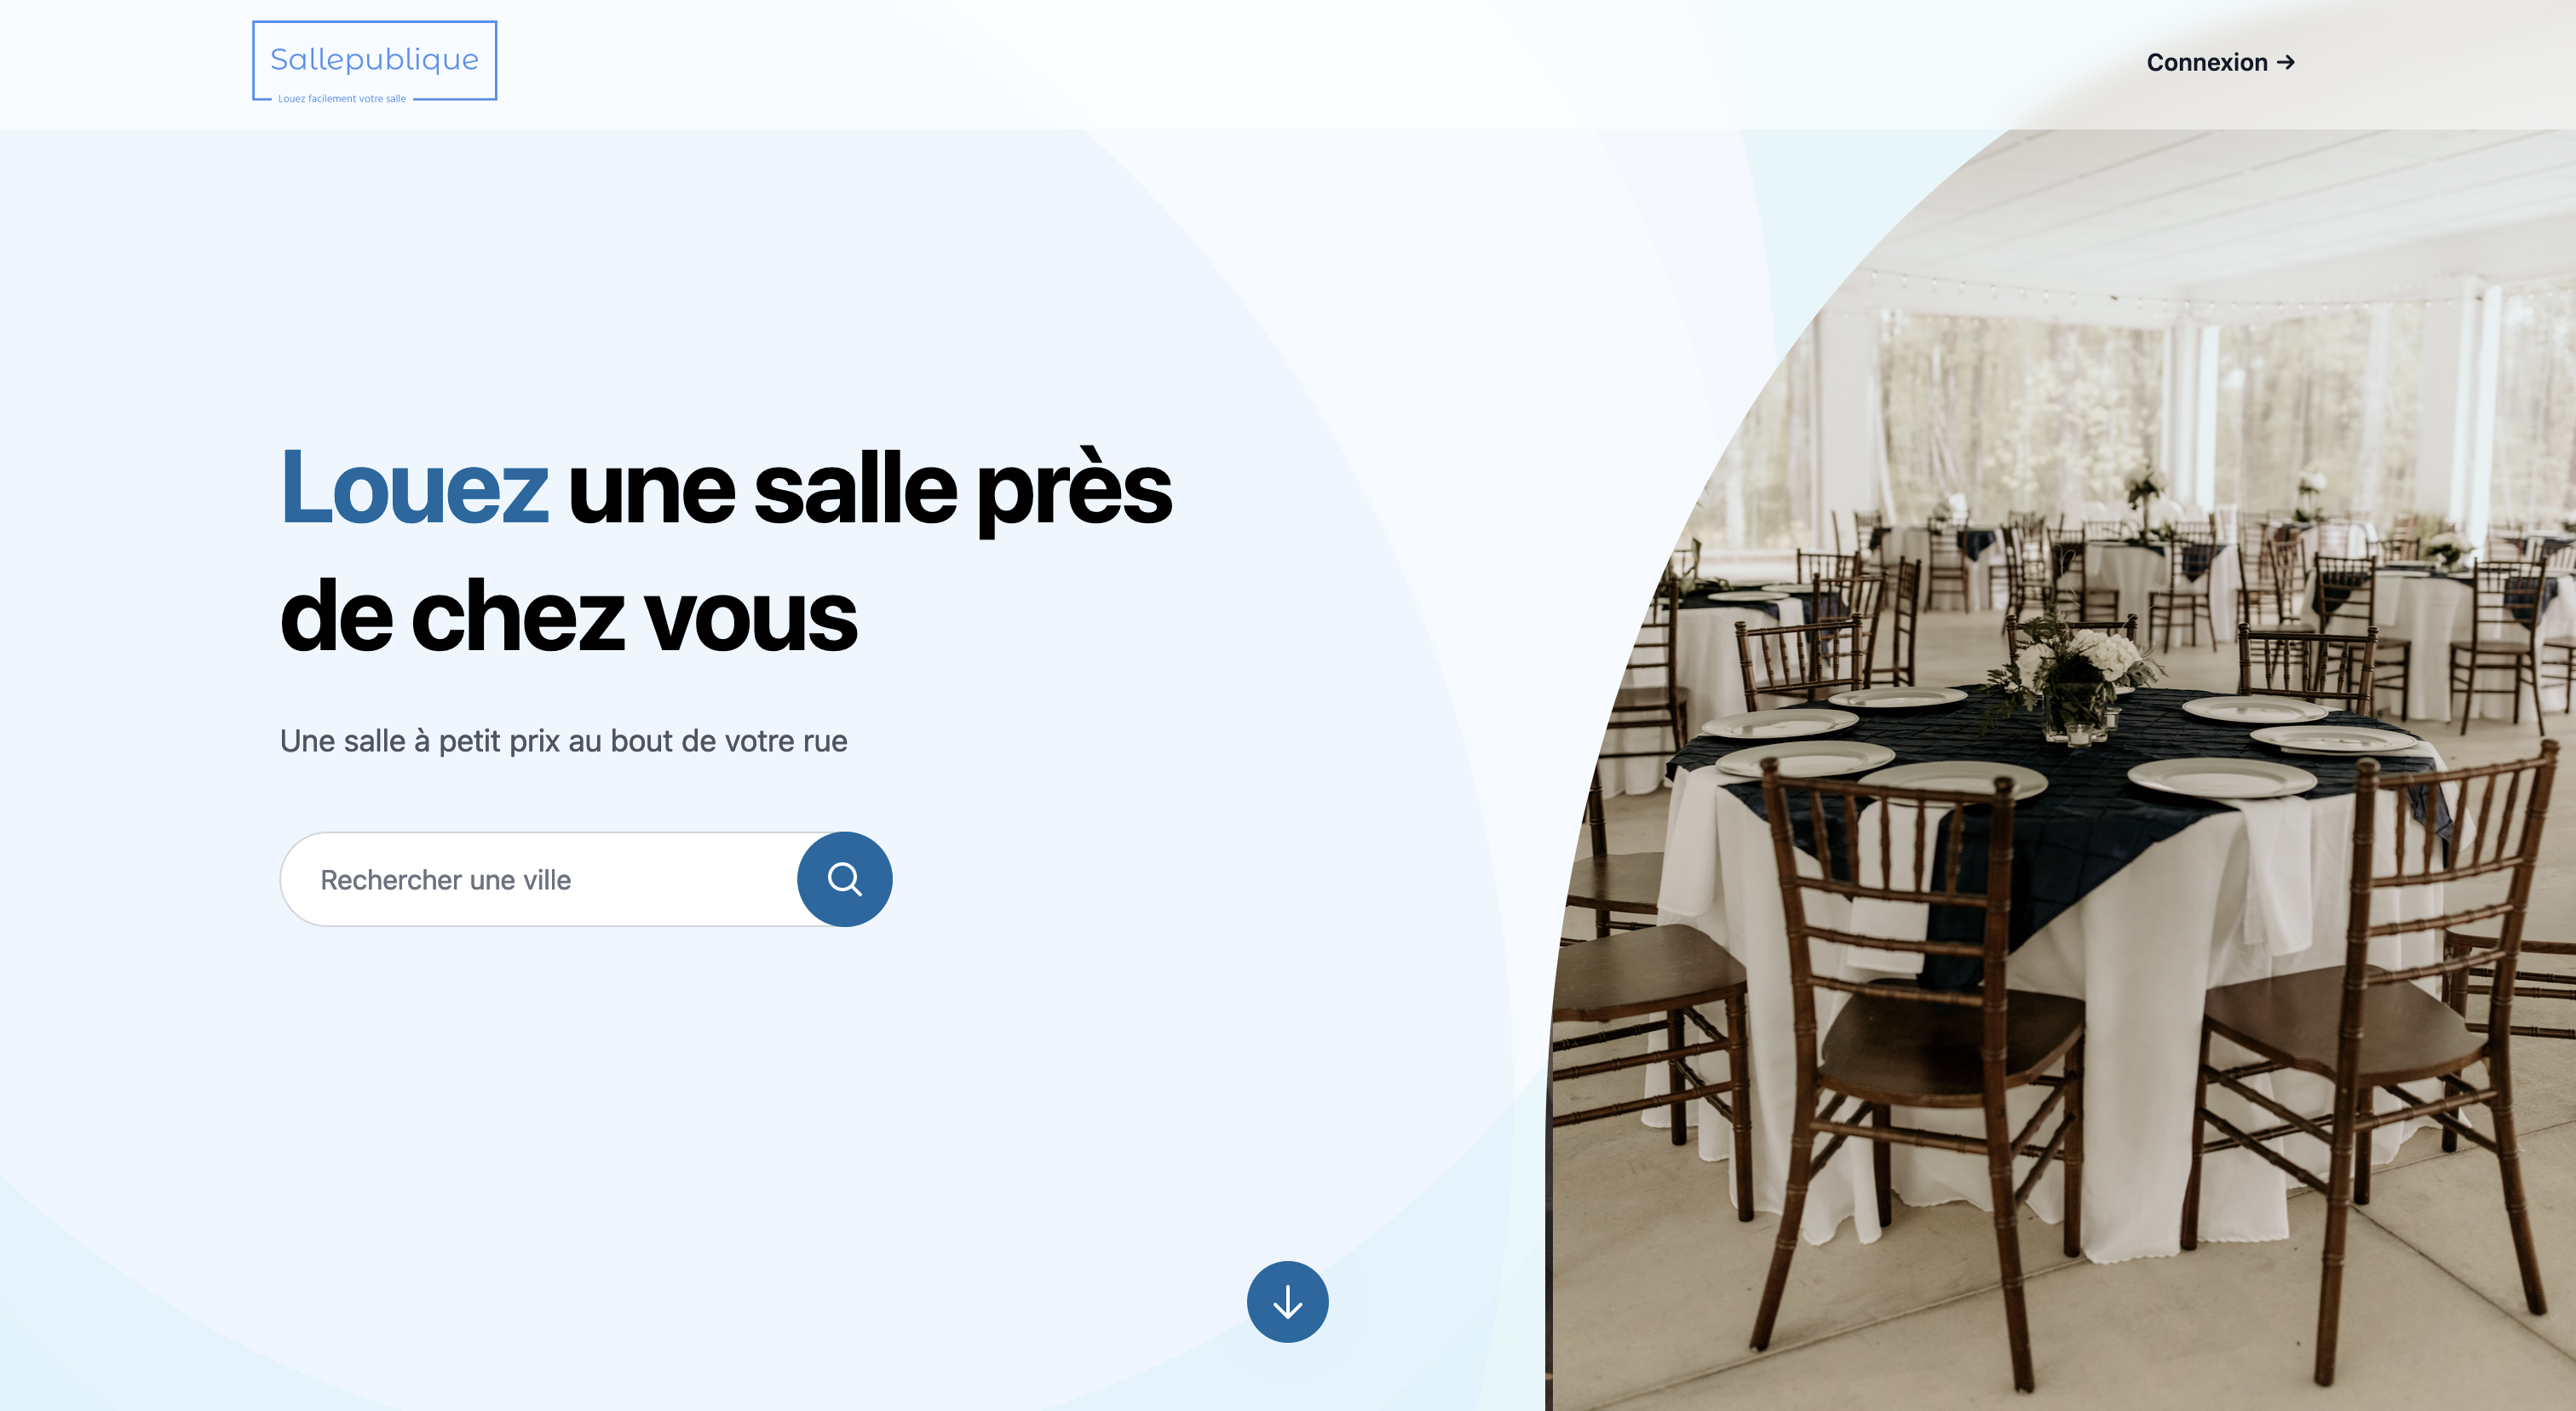 Sallepublique
Louez facilement votre salle
Connexion →
Louez une salle près
de chez vous
Une salle à petit prix au bout de votre rue
Rechercher une ville